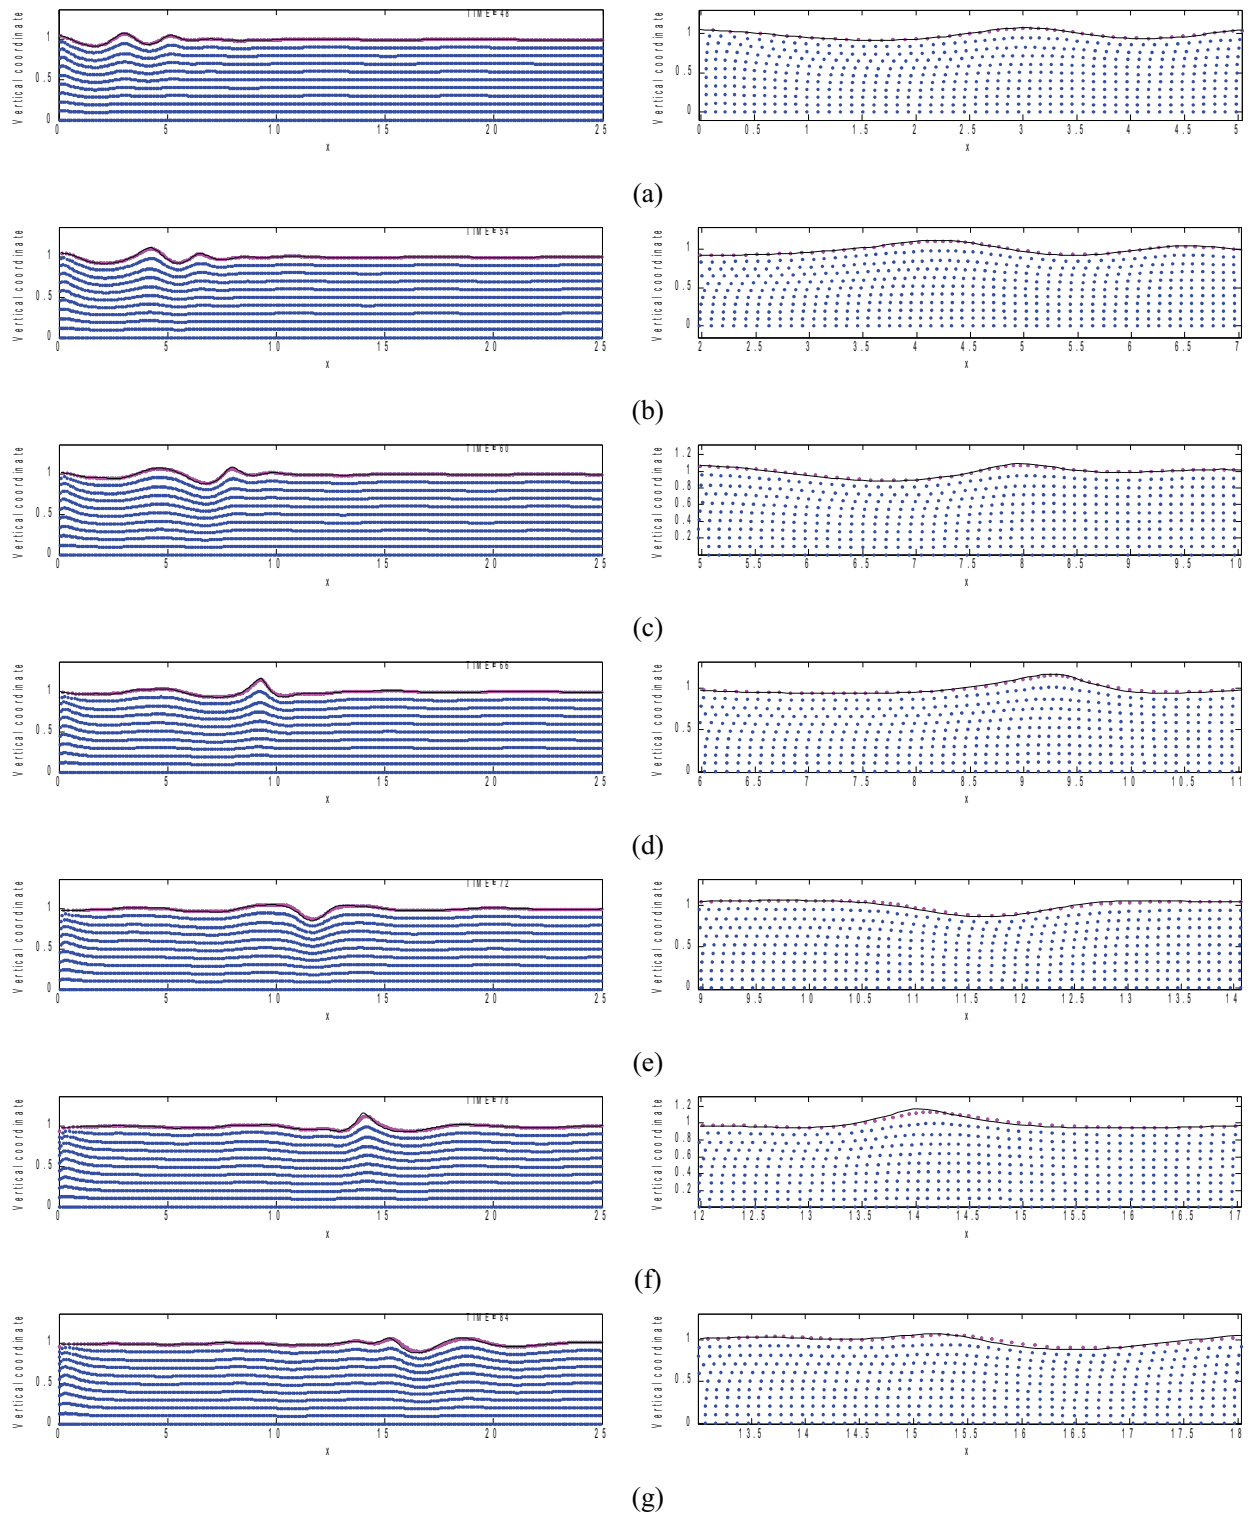 TIME=48
Vertical coordinate
1
0.5
0
0 5 10 15 20 25
x
Vertical coordinate
1
0.5
0
0 0.5 1 1.5 2 2.5 3 3.5 4 4.5 5
x
(a)
TIME=54
Vertical coordinate
1
0.5
0
0 5 10 15 20 25
x
Vertical coordinate
1
0.5
0
2 2.5 3 3.5 4 4.5 5 5.5 6 6.5 7
x
(b)
TIME=60
Vertical coordinate
1
0.5
0
0 5 10 15 20 25
x
Vertical coordinate
1.2
1
0.8
0.6
0.4
0.2
5 5.5 6 6.5 7 7.5 8 8.5 9 9.5 10
x
(c)
TIME=66
Vertical coordinate
1
0.5
0
0 5 10 15 20 25
x
Vertical coordinate
1
0.5
0
6 6.5 7 7.5 8 8.5 9 9.5 10 10.5 11
x
(d)
TIME=72
Vertical coordinate
1
0.5
0
0 5 10 15 20 25
x
Vertical coordinate
1
0.5
0
9 9.5 10 10.5 11 11.5 12 12.5 13 13.5 14
x
(e)
TIME=78
Vertical coordinate
1
0.5
0
0 5 10 15 20 25
x
Vertical coordinate
1.2
1
0.8
0.6
0.4
0.2
12 12.5 13 13.5 14 14.5 15 15.5 16 16.5 17
x
(f)
TIME=84
Vertical coordinate
1
0.5
0
0 5 10 15 20 25
x
Vertical coordinate
1
0.5
0
13.5 14 14.5 15 15.5 16 16.5 17 17.5 18
x
(g)